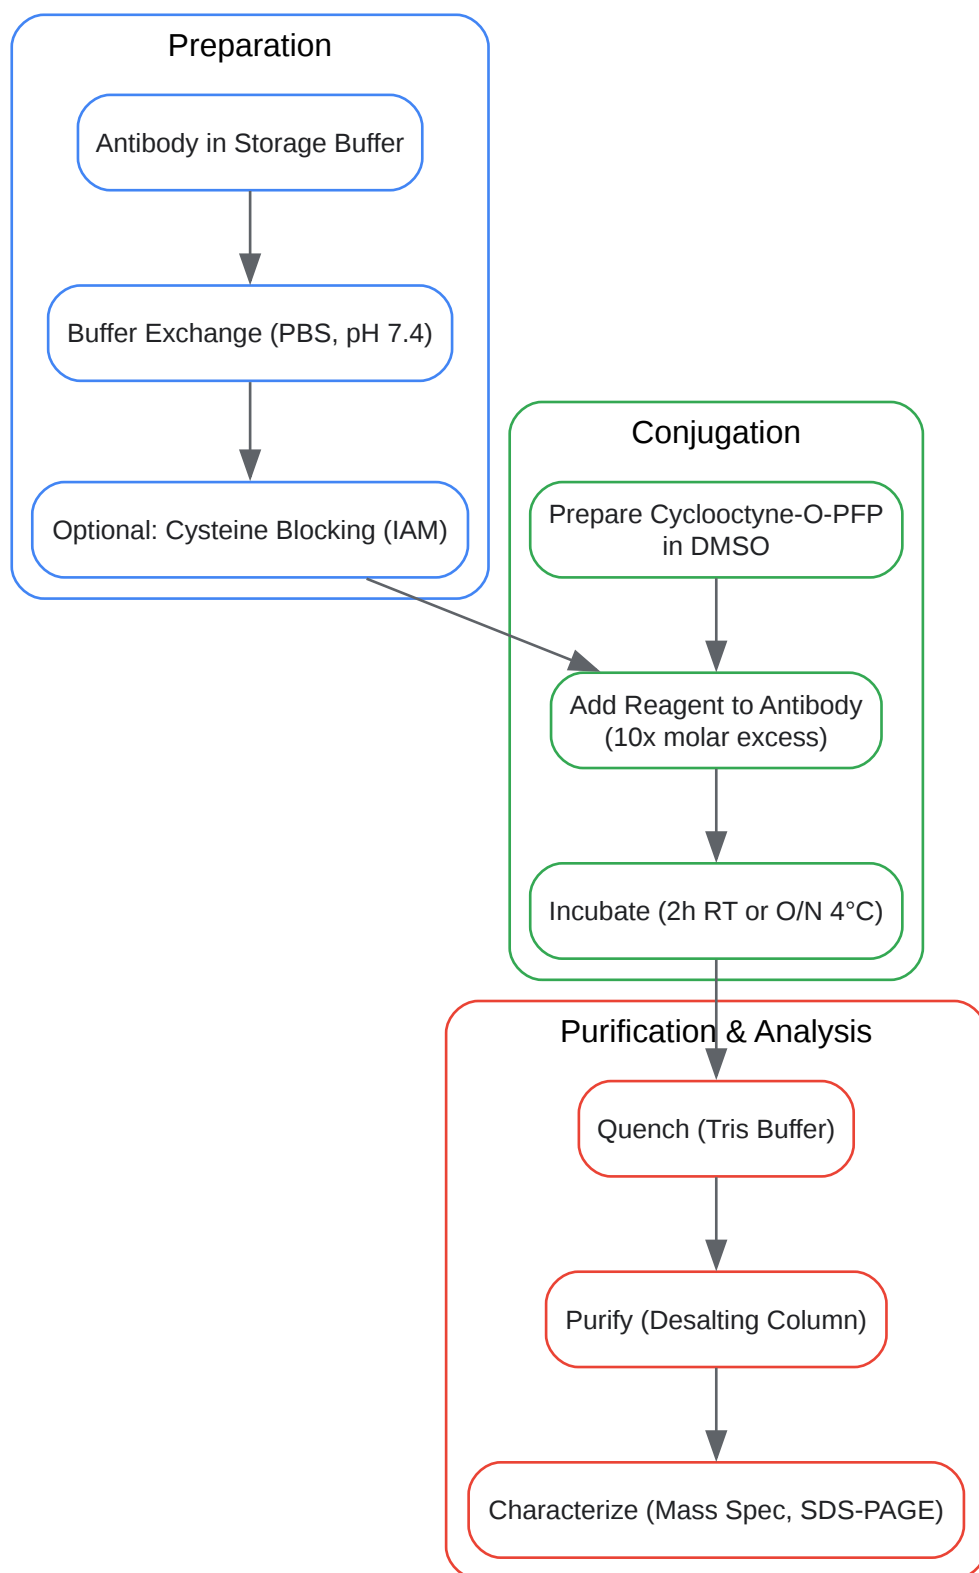 Preparation
Antibody in Storage Buffer
Buffer Exchange (PBS, pH 7.4)
Optional: Cysteine Blocking (IAM)
Conjugation
Prepare Cyclooctyne-O-PFP
in DMSO
Add Reagent to Antibody
(10x molar excess)
Incubate (2h RT or O/N 4°C)
Purification & Analysis
Quench (Tris Buffer)
Purify (Desalting Column)
Characterize (Mass Spec, SDS-PAGE)